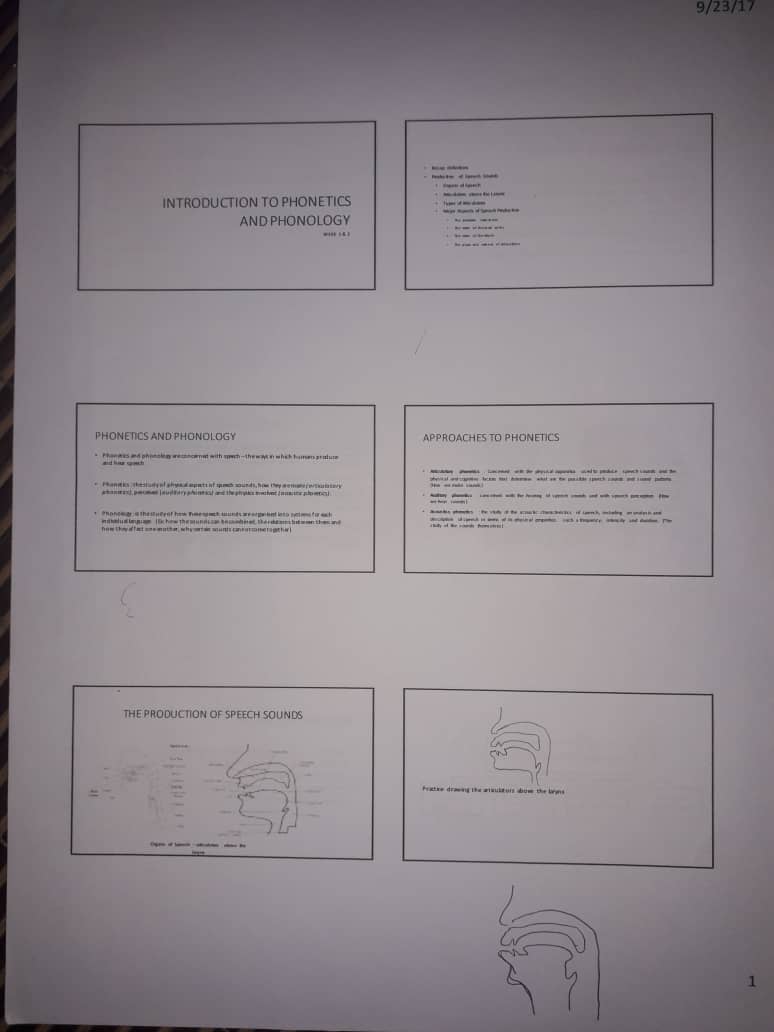 9/23/17
INTRODUCTION TO PHONETICS
AND PHONOLOGY
WEEK 1 & 2
• Recap definition
• Production of Speech Sounds
• Organs of Speech
• Articulators above the Larynx
• Types of Articulation
• Major Aspects of Speech Production
PHONETICS AND PHONOLOGY
• Phonetics and phonology are concerned with speech – the ways in which humans produce
and hear speech
• Phonetics : the study of physical aspects of speech sounds, how they are made (articulatory
phonetics), perceived (auditory phonetics) and the physics involved (acoustic phonetics).
• Phonology: is the study of how these speech sounds are organised into systems for each
individual language. (Ex: how the sounds can be combined, the relations between them and
how they affect one another, why certain sounds cannot come together)
APPROACHES TO PHONETICS
• Articulatory phonetics : Concerned with the physical apparatus used to produce speech sounds and the
physical and cognitive factors that determine what are the possible speech sounds and sound patterns.
(How we make sounds)
• Auditory phonetics : concerned with the hearing of speech sounds and with speech perception. (How
we hear sounds)
• Acoustics phonetics : the study of the acoustic characteristics of speech, including an analysis and
description of speech in terms of its physical properties, such as frequency, intensity and duration. (The
study of the sounds themselves)
THE PRODUCTION OF SPEECH SOUNDS
Organs of Speech – articulators above the
larynx
Practice drawing the articulators above the larynx
1